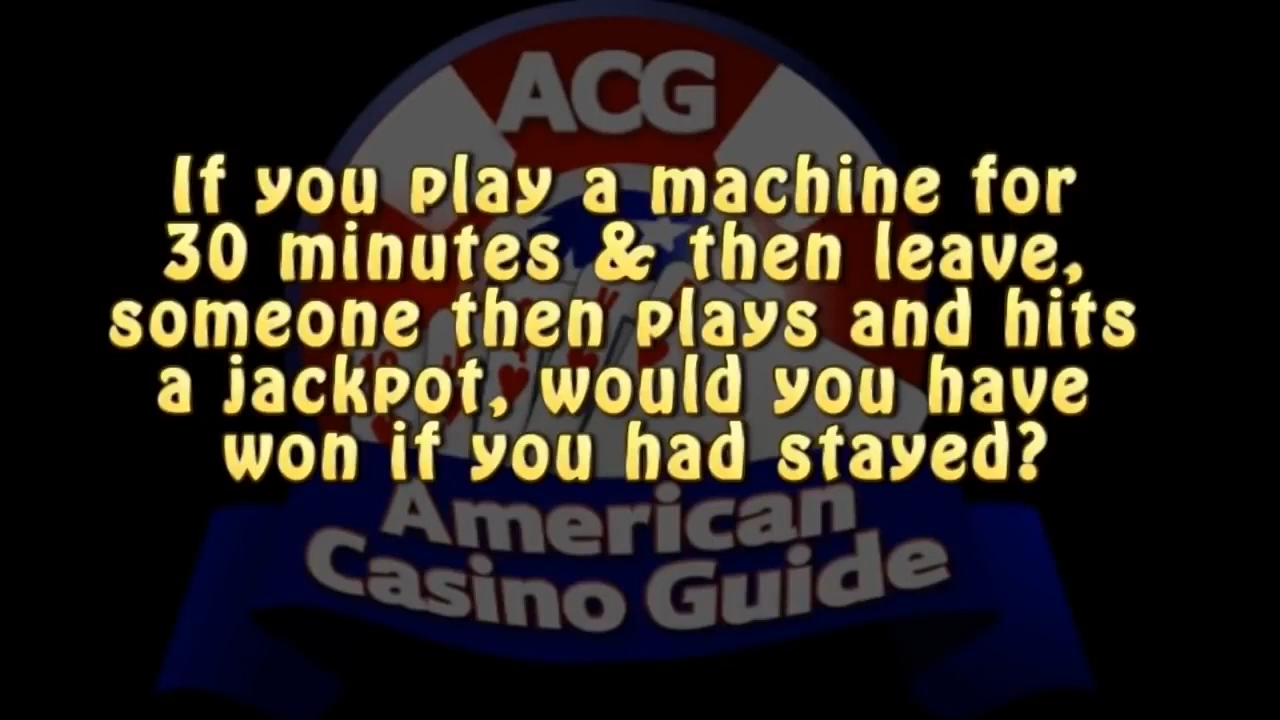 ACG
If you play a machine for
30 minutes & then leave,
someone then plays and hits
a jackpot, would you have
won if you had stayed?
American
Casino Guide